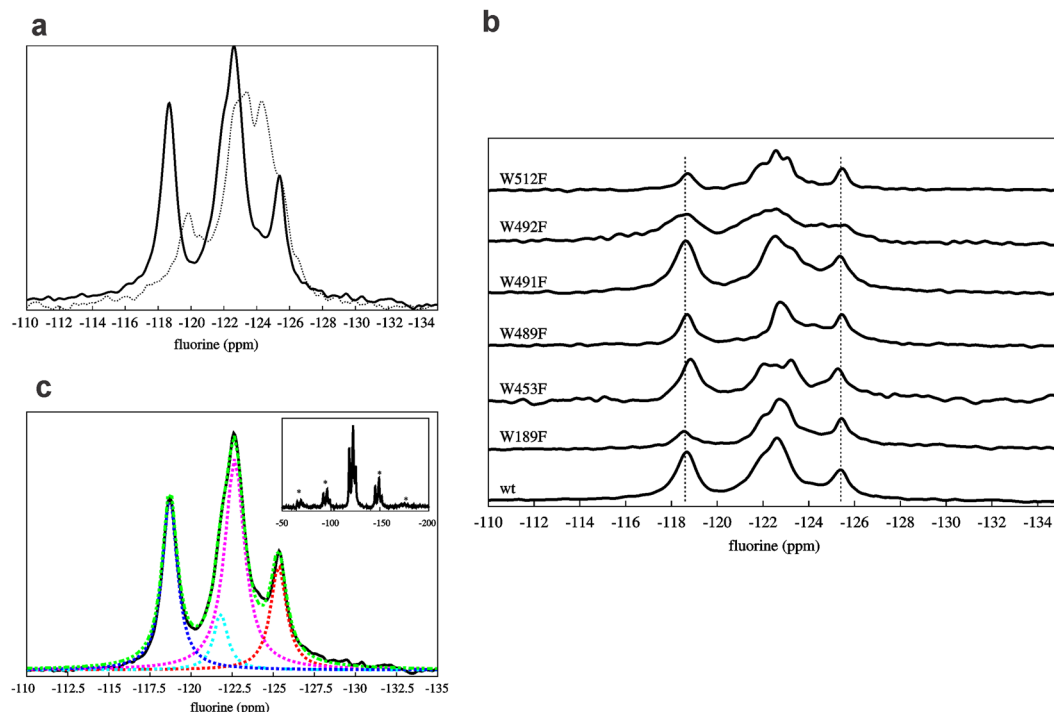 a
-110 -112 -114 -116 -118 -120 -122 -124 -126 -128 -130 -132 -134
fluorine (ppm)
b
W512F
W492F
W491F
W489F
W453F
W189F
wt
-110 -112 -114 -116 -118 -120 -122 -124 -126 -128 -130 -132 -134
fluorine (ppm)
c
* * * *
-50 -100 -150 -200
-110 -112.5 -115 -117.5 -120 -122.5 -125 -127.5 -130 -132.5 -135
fluorine (ppm)